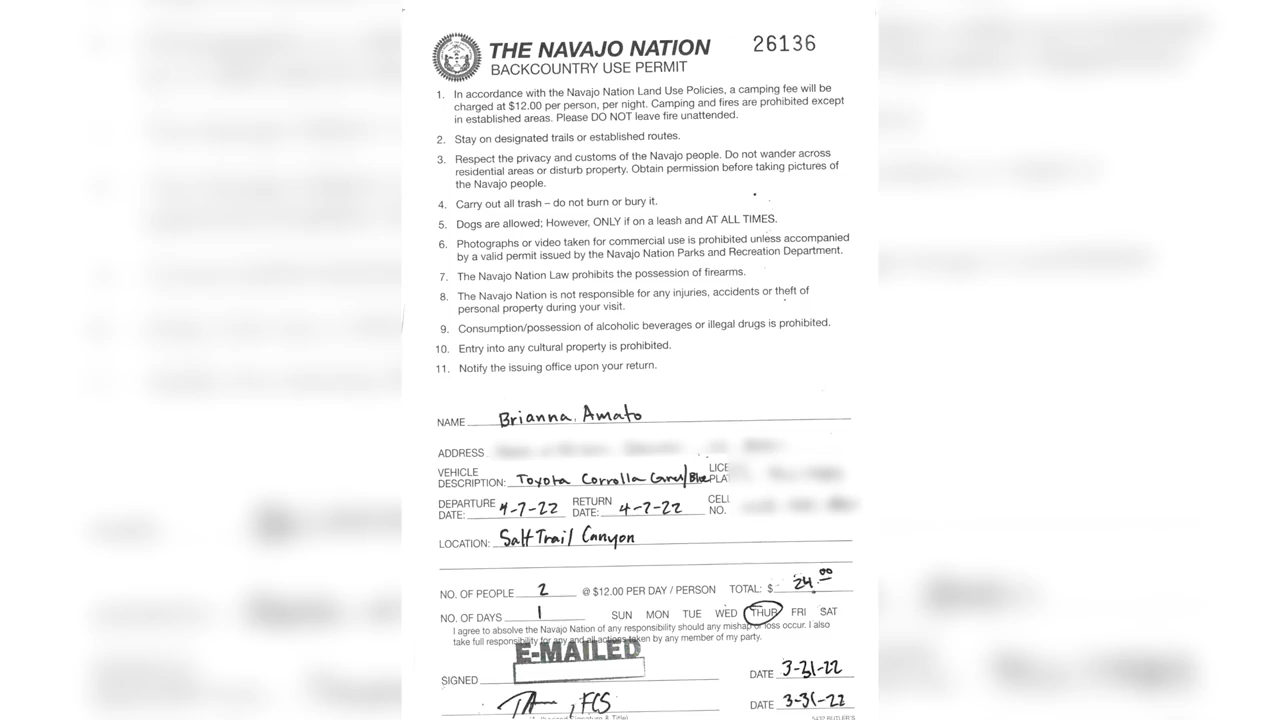 THE NAVAJO NATION 26136
BACKCOUNTRY USE PERMIT
1. In accordance with the Navajo Nation Land Use Policies, a camping fee will be
charged at $12.00 per person, per night. Camping and fires are prohibited except
in established areas. Please DO NOT leave fire unattended.
2. Stay on designated trails or established routes.
3. Respect the privacy and customs of the Navajo people. Do not wander across
residential areas or disturb property. Obtain permission before taking pictures of
the Navajo people.
4. Carry out all trash – do not burn or bury it.
5. Dogs are allowed; However, ONLY if on a leash and AT ALL TIMES.
6. Photographs or video taken for commercial use is prohibited unless accompanied
by a valid permit issued by the Navajo Nation Parks and Recreation Department.
7. The Navajo Nation Law prohibits the possession of firearms.
8. The Navajo Nation is not responsible for any injuries, accidents or theft of
personal property during your visit.
9. Consumption/possession of alcoholic beverages or illegal drugs is prohibited.
10. Entry into any cultural property is prohibited.
11. Notify the issuing office upon your return.
NAME Brianna Amato
ADDRESS
VEHICLE DESCRIPTION: Toyota Corrolla Grey/Blue LICE PLA
DEPARTURE DATE: 4-7-22 RETURN DATE: 4-7-22 CELL NO.
LOCATION: Salt Trail Canyon
NO. OF PEOPLE 2 @ $12.00 PER DAY / PERSON TOTAL: $ 24.00
NO. OF DAYS 1 SUN MON TUE WED THUR FRI SAT
I agree to absolve the Navajo Nation of any responsibility should any mishap or loss occur. I also
take full responsibility for any and all actions taken by any member of my party.
E-MAILED
SIGNED DATE 3-31-22
, FCS DATE 3-31-22